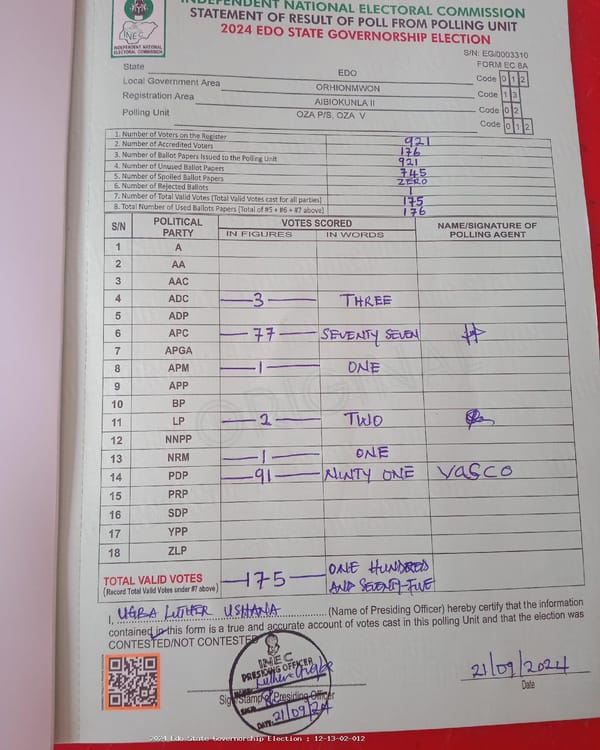 INDEPENDENT NATIONAL ELECTORAL COMMISSION
STATEMENT OF RESULT OF POLL FROM POLLING UNIT
2024 EDO STATE GOVERNORSHIP ELECTION
INEC
INDEPENDENT NATIONAL
ELECTORAL COMMISSION
S/N: EG/0003310
FORM EC 8A
State EDO Code 0 1 2
Local Government Area ORHIONMWON Code 1 3
Registration Area AIBIOKUNLA II Code 0 2
Polling Unit OZA P/S, OZA V Code 0 1 2
1. Number of Voters on the Register 921
2. Number of Accredited Voters 176
3. Number of Ballot Papers Issued to the Polling Unit 921
4. Number of Unused Ballot Papers 745
5. Number of Spoiled Ballot Papers ZERO
6. Number of Rejected Ballots 1
7. Number of Total Valid Votes (Total Valid Votes cast for all parties) 175
8. Total Number of Used Ballots Papers (Total of #5 + #6 + #7 above) 176
S/N POLITICAL PARTY VOTES SCORED NAME/SIGNATURE OF POLLING AGENT
IN FIGURES IN WORDS
1 A
2 AA
3 AAC
4 ADC 3 THREE
5 ADP
6 APC 77 SEVENTY SEVEN
7 APGA
8 APM 1 ONE
9 APP
10 BP
11 LP 2 TWO
12 NNPP
13 NRM 1 ONE
14 PDP 91 NINTY ONE VASCO
15 PRP
16 SDP
17 YPP
18 ZLP
TOTAL VALID VOTES 175 ONE HUNDRED
(Record Total Valid Votes under #7 above) AND SEVENTY-FIVE
I, UGBA LUTHER USHANA (Name of Presiding Officer) hereby certify that the information
contained in this form is a true and accurate account of votes cast in this polling Unit and that the election was
CONTESTED/NOT CONTESTED
INEC
PRESIDING OFFICER
Sign/Stamp of Presiding Officer
DATE: 21/09/24
21/09/2024
Date
2024 Edo State Governorship Election : 12-13-02-012